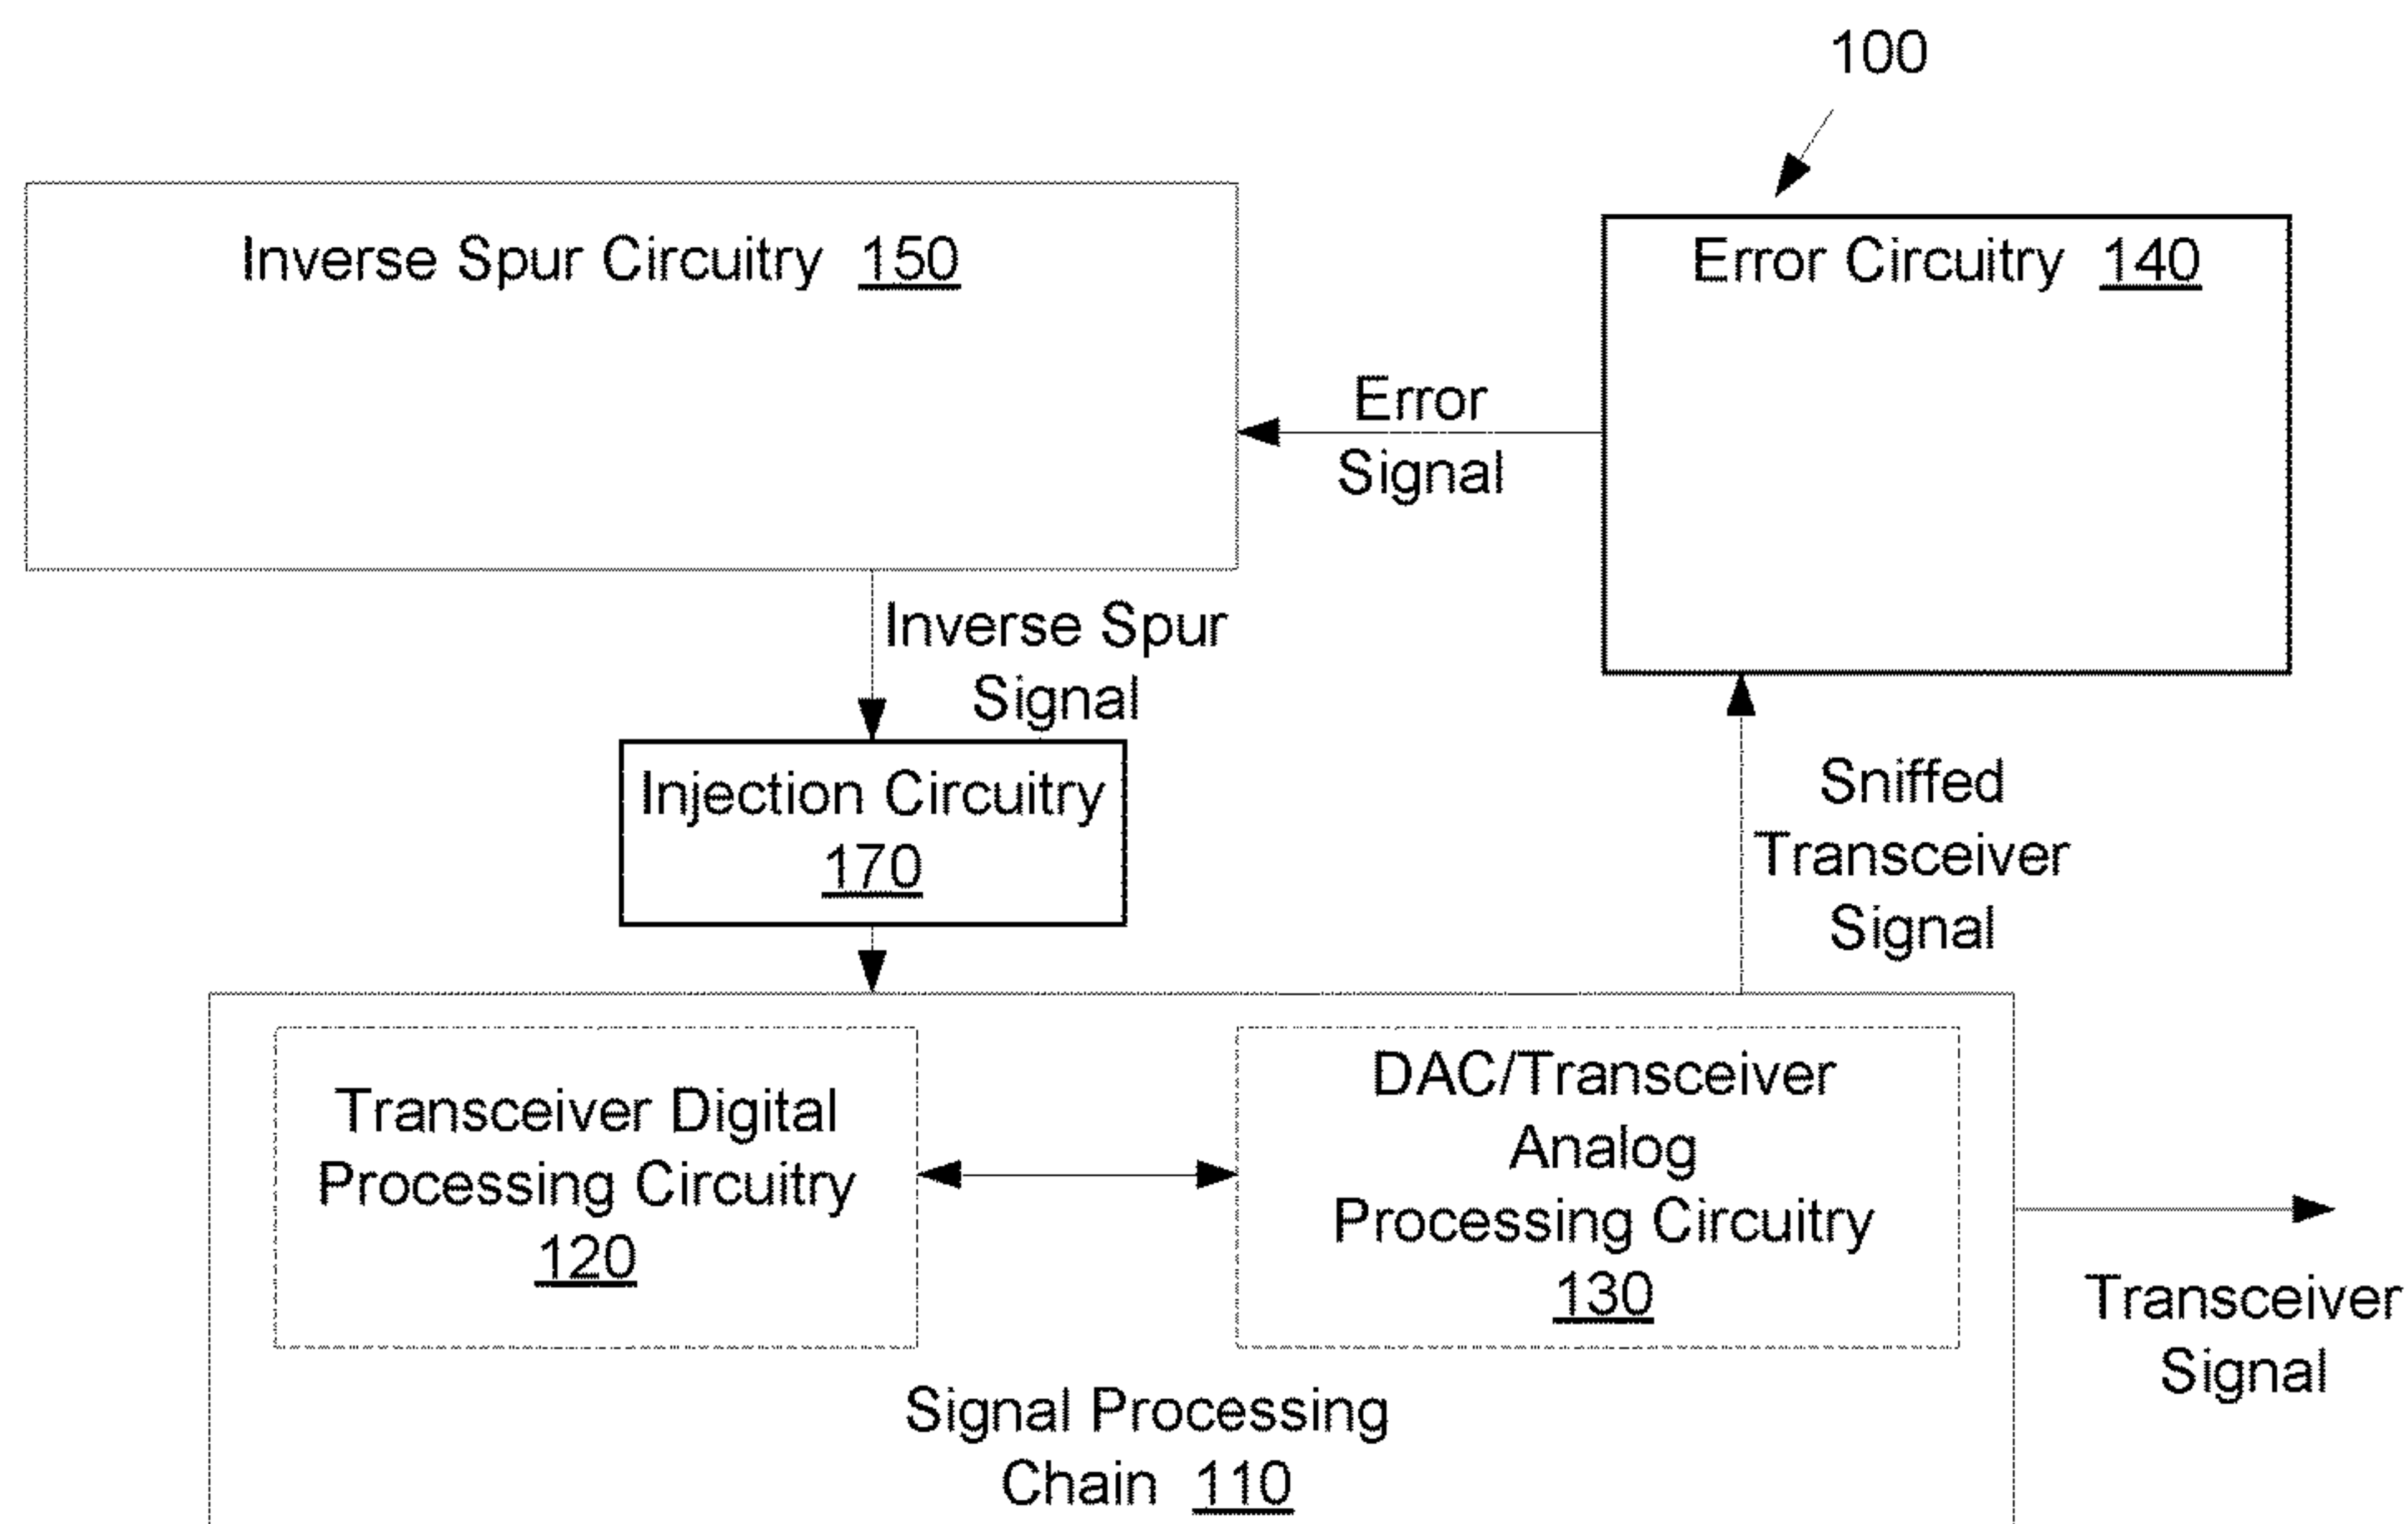 100
Inverse Spur Circuitry 150
Error Circuitry 140
Error
Signal
Inverse Spur
Signal
Injection Circuitry
170
Sniffed
Transceiver
Signal
Transceiver Digital
Processing Circuitry
120
DAC/Transceiver
Analog
Processing Circuitry
130
Transceiver
Signal
Signal Processing
Chain 110